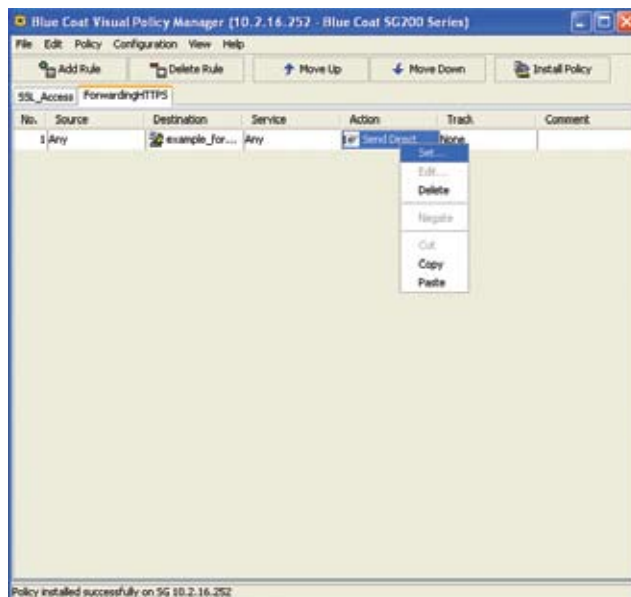 Blue Coat Visual Policy Manager (10.2.16.252 - Blue Coat SG200 Series)
File Edit Policy Configuration View Help
Add Rule Delete Rule Move Up Move Down Install Policy
SSL_Access ForwardingHTTPS
No. Source Destination Service Action Track Comment
1 Any example_for... Any Send Direct None
Set...
Edit...
Delete
Negate
Cut
Copy
Paste
Policy installed successfully on SG 10.2.16.252